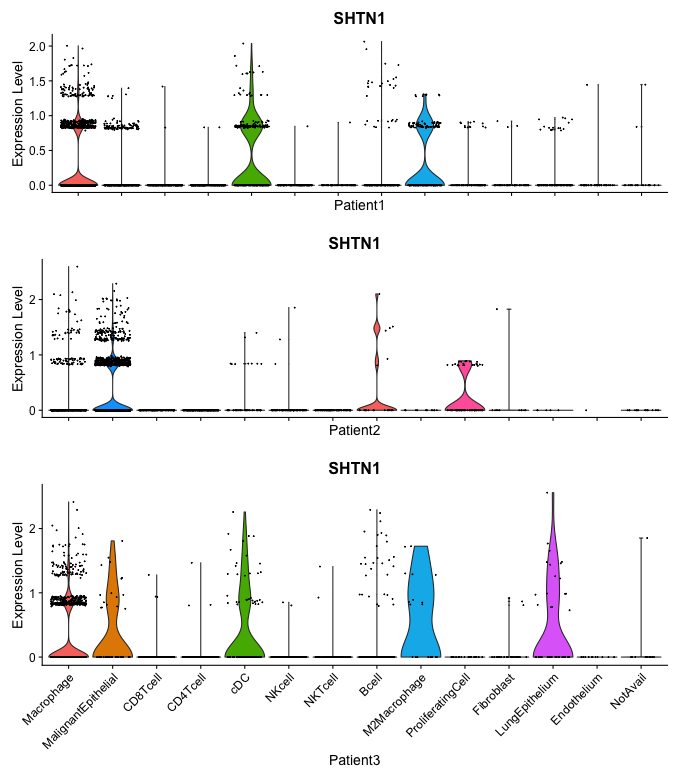 SHTN1
Expression Level
2.0
1.5
1.0
0.5
0.0
Patient1
SHTN1
Expression Level
2
1
0
Patient2
SHTN1
Expression Level
2
1
0
Macrophage
MalignantEpithelial
CD8Tcell
CD4Tcell
cDC
NKcell
NKTcell
Bcell
M2Macrophage
ProliferatingCell
Fibroblast
LungEpithelium
Endothelium
NotAvail
Patient3